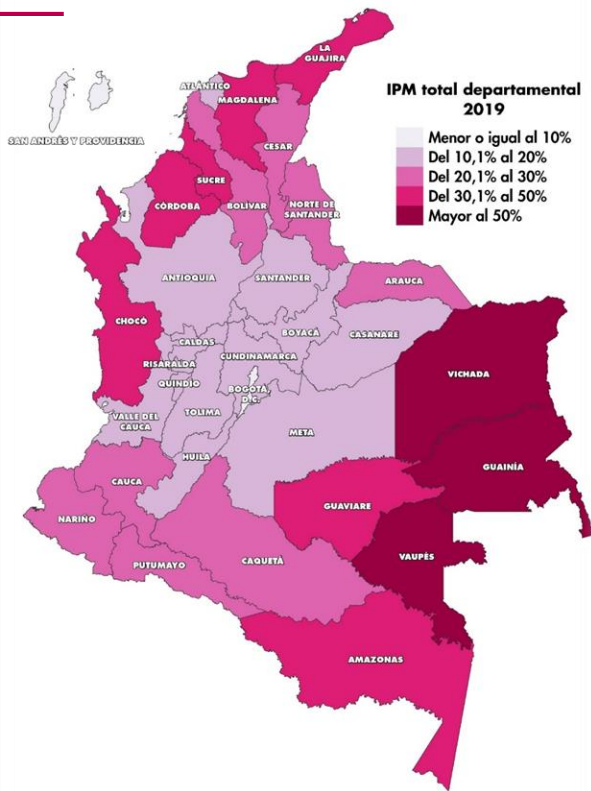 LA
GUAJIRA
ATLÁNTICO
MAGDALENA
IPM total departamental
2019
Menor o igual al 10%
Del 10,1% al 20%
Del 20,1% al 30%
Del 30,1% al 50%
Mayor al 50%
SAN ANDRÉS Y PROVIDENCIA
CESAR
SUCRE
CÓRDOBA
BOLÍVAR
NORTE DE
SANTANDER
ANTIOQUIA
SANTANDER
ARAUCA
CHOCÓ
BOYACÁ
CASANARE
CALDAS
CUNDINAMARCA
RISARALDA
VICHADA
QUINDÍO
BOGOTÁ,
D.C.
VALLE DEL
CAUCA
TOLIMA
META
HUILA
GUAINÍA
CAUCA
GUAVIARE
NARIÑO
VAUPÉS
PUTUMAYO
CAQUETÁ
AMAZONAS